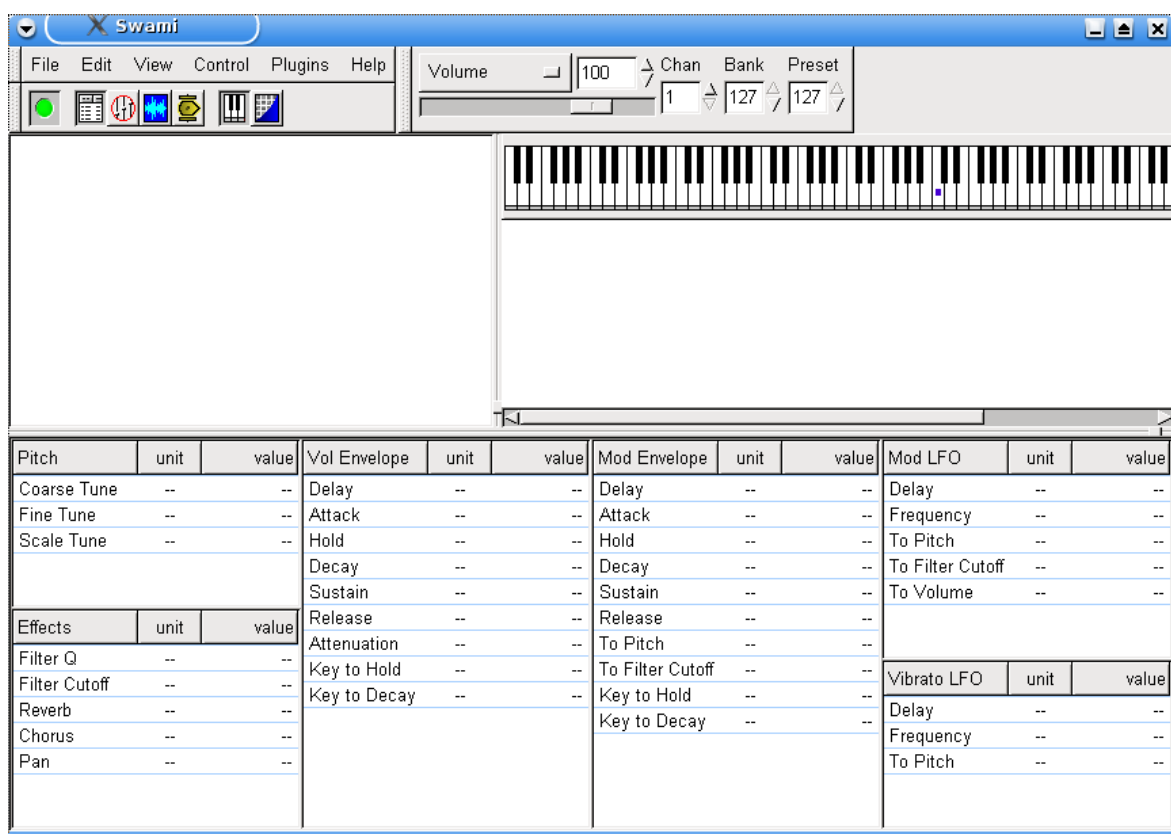 Swami
File Edit View Control Plugins Help
Volume 100 Chan Bank Preset
1 127 127
Pitch unit value
Coarse Tune -- --
Fine Tune -- --
Scale Tune -- --
Effects unit value
Filter Q -- --
Filter Cutoff -- --
Reverb -- --
Chorus -- --
Pan -- --
Vol Envelope unit value
Delay -- --
Attack -- --
Hold -- --
Decay -- --
Sustain -- --
Release -- --
Attenuation -- --
Key to Hold -- --
Key to Decay -- --
Mod Envelope unit value
Delay -- --
Attack -- --
Hold -- --
Decay -- --
Sustain -- --
Release -- --
To Pitch -- --
To Filter Cutoff -- --
Key to Hold -- --
Key to Decay -- --
Mod LFO unit value
Delay -- --
Frequency -- --
To Pitch -- --
To Filter Cutoff -- --
To Volume -- --
Vibrato LFO unit value
Delay -- --
Frequency -- --
To Pitch -- --